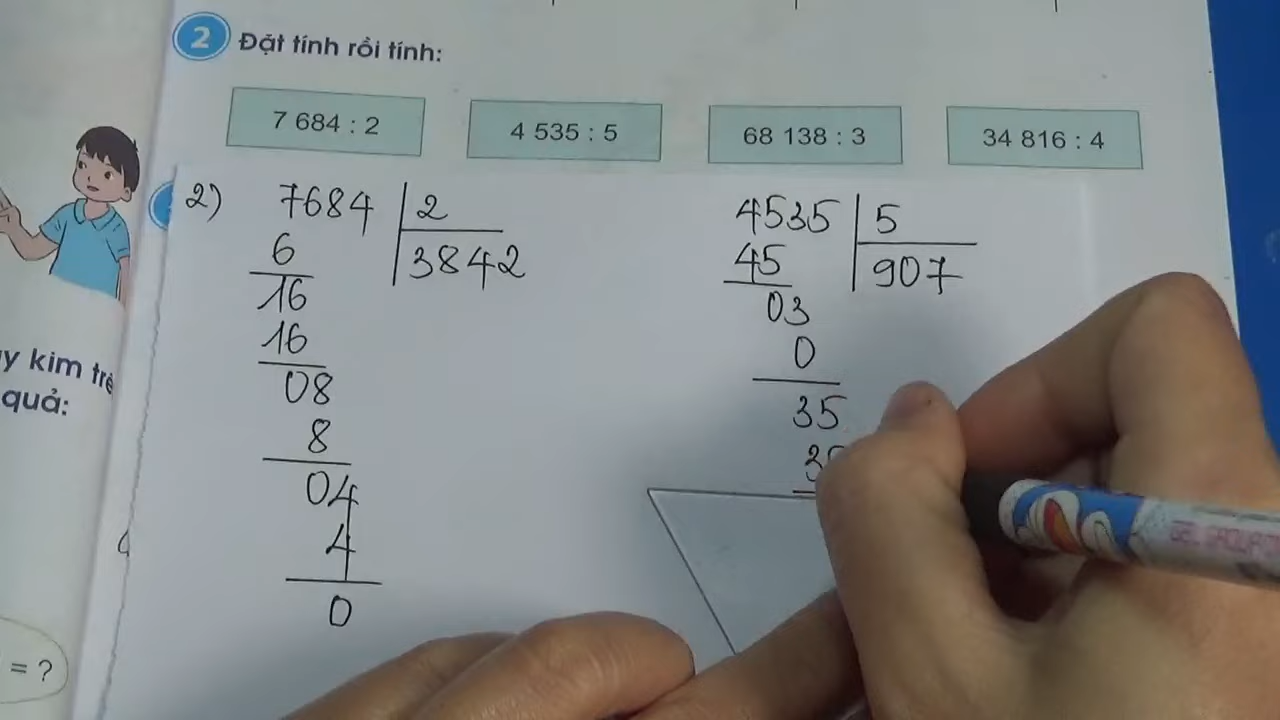 2 Đặt tính rồi tính:
7 684 : 2
4 535 : 5
68 138 : 3
34 816 : 4
2)
7684 2
6 3842
16
16
08
8
04
4
0
4535 5
45 907
03
0
35
kim trê
quả:
= ?